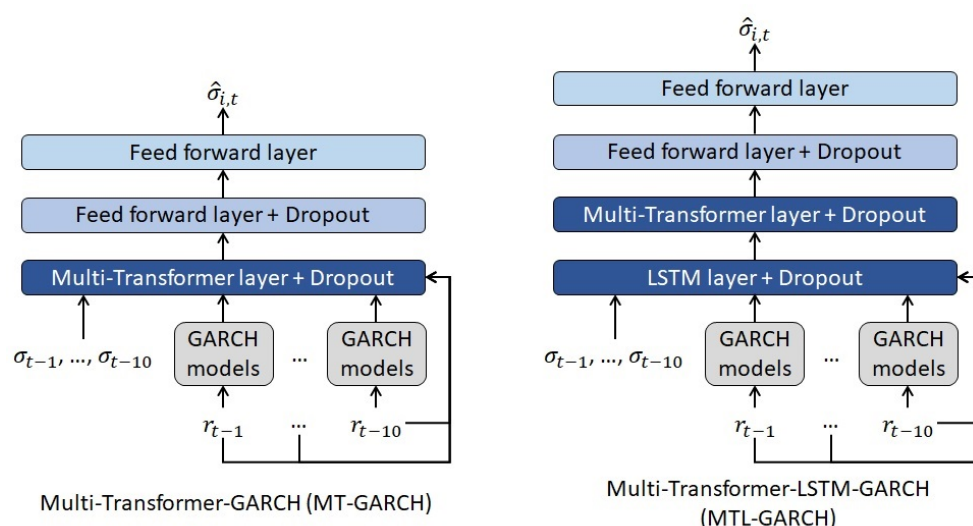 σ̂i,t
Feed forward layer
Feed forward layer + Dropout
Multi-Transformer layer + Dropout
GARCH models
...
GARCH models
σt−1, ..., σt−10
rt−1
...
rt−10
Multi-Transformer-GARCH (MT-GARCH)
σ̂i,t
Feed forward layer
Feed forward layer + Dropout
Multi-Transformer layer + Dropout
LSTM layer + Dropout
GARCH models
...
GARCH models
σt−1, ..., σt−10
rt−1
...
rt−10
Multi-Transformer-LSTM-GARCH
(MTL-GARCH)